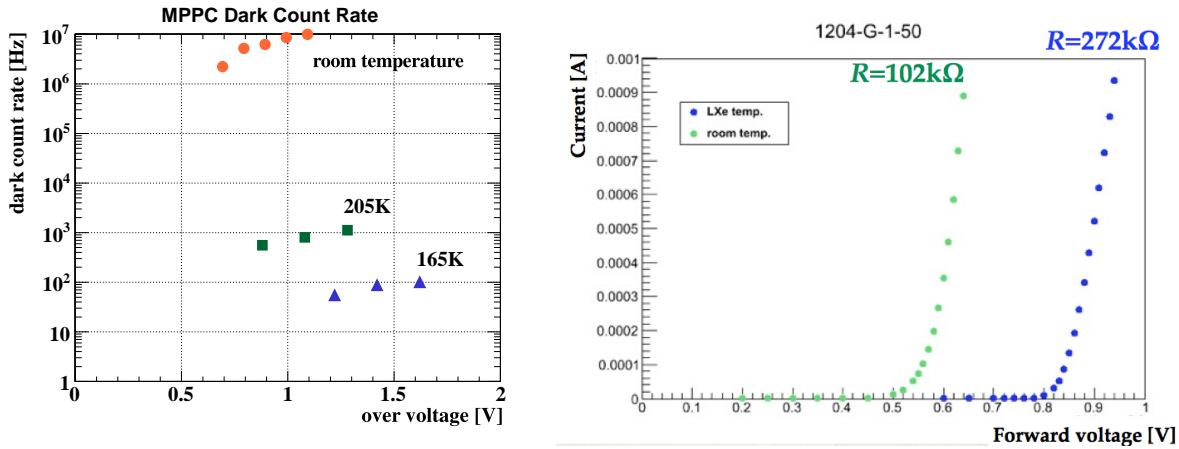 MPPC Dark Count Rate
dark count rate [Hz]
10^7
10^6
10^5
10^4
10^3
10^2
10
1
room temperature
205K
165K
0 0.5 1 1.5 2
over voltage [V]
1204-G-1-50
R=272kΩ
R=102kΩ
Current [A]
0.001
0.0009
0.0008
0.0007
0.0006
0.0005
0.0004
0.0003
0.0002
0.0001
0
LXe temp.
room temp.
0 0.1 0.2 0.3 0.4 0.5 0.6 0.7 0.8 0.9 1
Forward voltage [V]